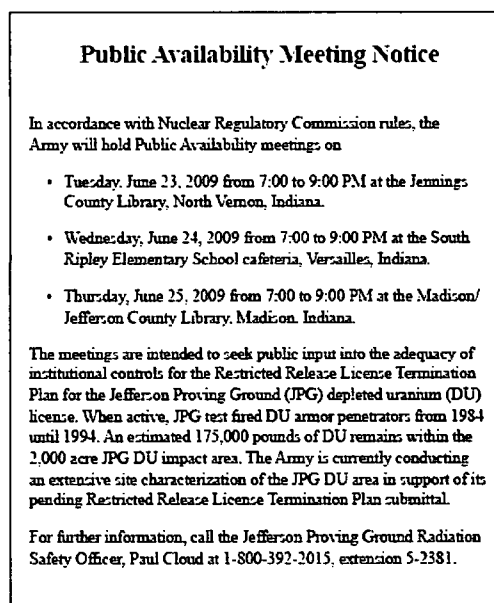 Public Availability Meeting Notice
In accordance with Nuclear Regulatory Commission rules, the
Army will hold Public Availability meetings on
• Tuesday. June 23, 2009 from 7:00 to 9:00 PM at the Jennings
County Library, North Vernon, Indiana.
• Wednesday, June 24, 2009 from 7:00 to 9:00 PM at the South
Ripley Elementary School cafeteria, Versailles, Indiana.
• Thursday, June 25, 2009 from 7:00 to 9:00 PM at the Madison/
Jefferson County Library. Madison. Indiana.
The meetings are intended to seek public input into the adequacy of
institutional controls for the Restricted Release License Termination
Plan for the Jefferson Proving Ground (JPG) depleted uranium (DU)
license. When active, JPG test fired DU armor penetrators from 1984
until 1994. An estimated 175,000 pounds of DU remains within the
2,000 acre JPG DU impact area. The Army is currently conducting
an extensive site characterization of the JPG DU area in support of its
pending Restricted Release License Termination Plan submittal.
For further information, call the Jefferson Proving Ground Radiation
Safety Officer, Paul Cloud at 1-800-392-2015, extension 5-2381.